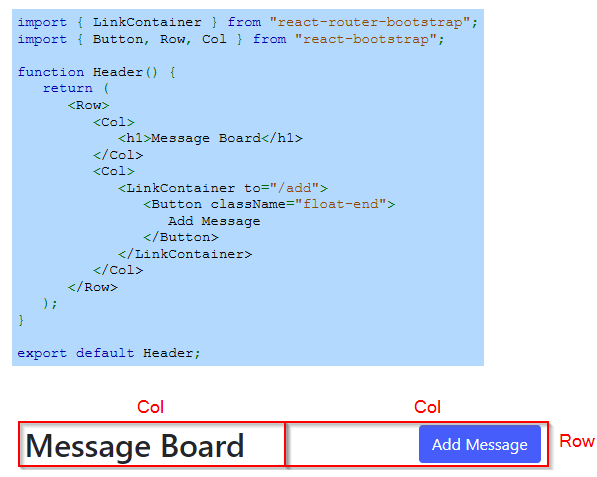 import { LinkContainer } from "react-router-bootstrap";
import { Button, Row, Col } from "react-bootstrap";
function Header() {
return (
<Row>
<Col>
<h1>Message Board</h1>
</Col>
<Col>
<LinkContainer to="/add">
<Button className="float-end">
Add Message
</Button>
</LinkContainer>
</Col>
</Row>
);
}
export default Header;
Col Col
Message Board Add Message Row